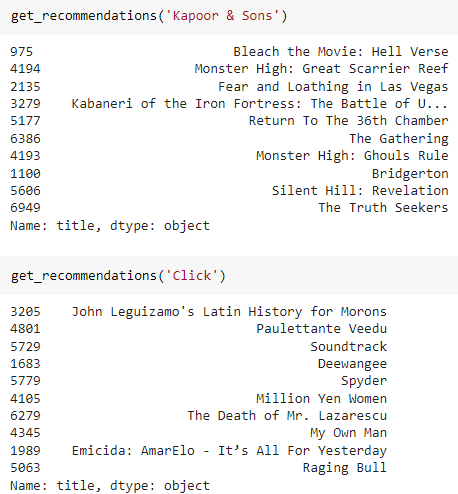 get_recommendations('Kapoor & Sons')
975 Bleach the Movie: Hell Verse
4194 Monster High: Great Scarrier Reef
2135 Fear and Loathing in Las Vegas
3279 Kabaneri of the Iron Fortress: The Battle of U...
5177 Return To The 36th Chamber
6386 The Gathering
4193 Monster High: Ghouls Rule
1100 Bridgerton
5606 Silent Hill: Revelation
6949 The Truth Seekers
Name: title, dtype: object
get_recommendations('Click')
3205 John Leguizamo's Latin History for Morons
4801 Paulettante Veedu
5729 Soundtrack
1683 Deewangee
5779 Spyder
4105 Million Yen Women
6279 The Death of Mr. Lazarescu
4345 My Own Man
1989 Emicida: AmarElo - It’s All For Yesterday
5063 Raging Bull
Name: title, dtype: object